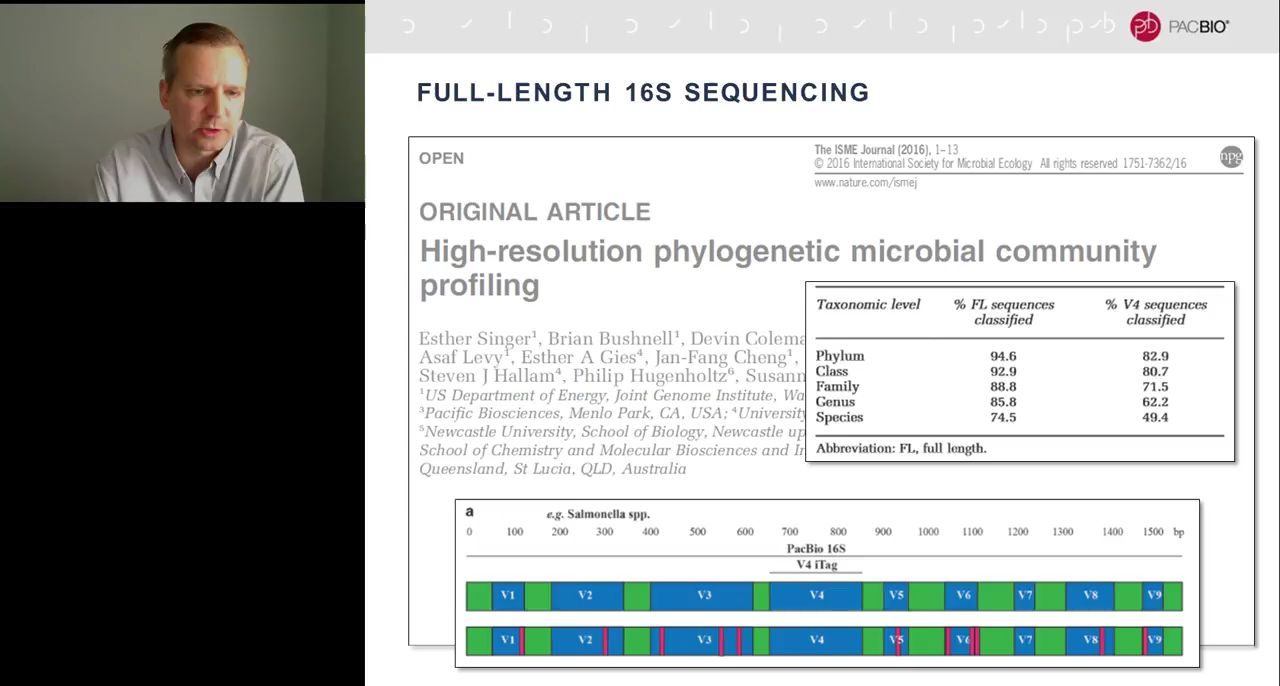 PACBIO®
FULL-LENGTH 16S SEQUENCING
OPEN
The ISME Journal (2016), 1–13
© 2016 International Society for Microbial Ecology All rights reserved 1751-7362/16
npg
www.nature.com/ismej
ORIGINAL ARTICLE
High-resolution phylogenetic microbial community
profiling
Esther Singer¹, Brian Bushnell¹, Devin Colema
Asaf Levy¹, Esther A Gies⁴, Jan-Fang Cheng¹,
Steven J Hallam⁴, Philip Hugenholtz⁶, Susann
¹US Department of Energy, Joint Genome Institute, Wa
³Pacific Biosciences, Menlo Park, CA, USA; ⁴University
⁵Newcastle University, School of Biology, Newcastle up
School of Chemistry and Molecular Biosciences and In
Queensland, St Lucia, QLD, Australia
Taxonomic level % FL sequences classified % V4 sequences classified
Phylum 94.6 82.9
Class 92.9 80.7
Family 88.8 71.5
Genus 85.8 62.2
Species 74.5 49.4
Abbreviation: FL, full length.
a e.g. Salmonella spp.
0 100 200 300 400 500 600 700 800 900 1000 1100 1200 1300 1400 1500 bp
PacBio 16S
V4 iTag
V1 V2 V3 V4 V5 V6 V7 V8 V9
V1 V2 V3 V4 V5 V6 V7 V8 V9